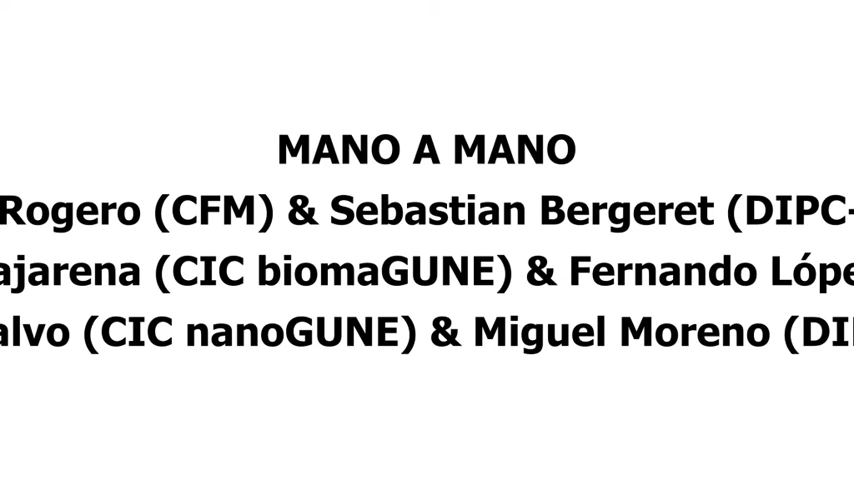 MANO A MANO
Rogero (CFM) & Sebastian Bergeret (DIPC-
ajarena (CIC biomaGUNE) & Fernando Lópe
alvo (CIC nanoGUNE) & Miguel Moreno (DI